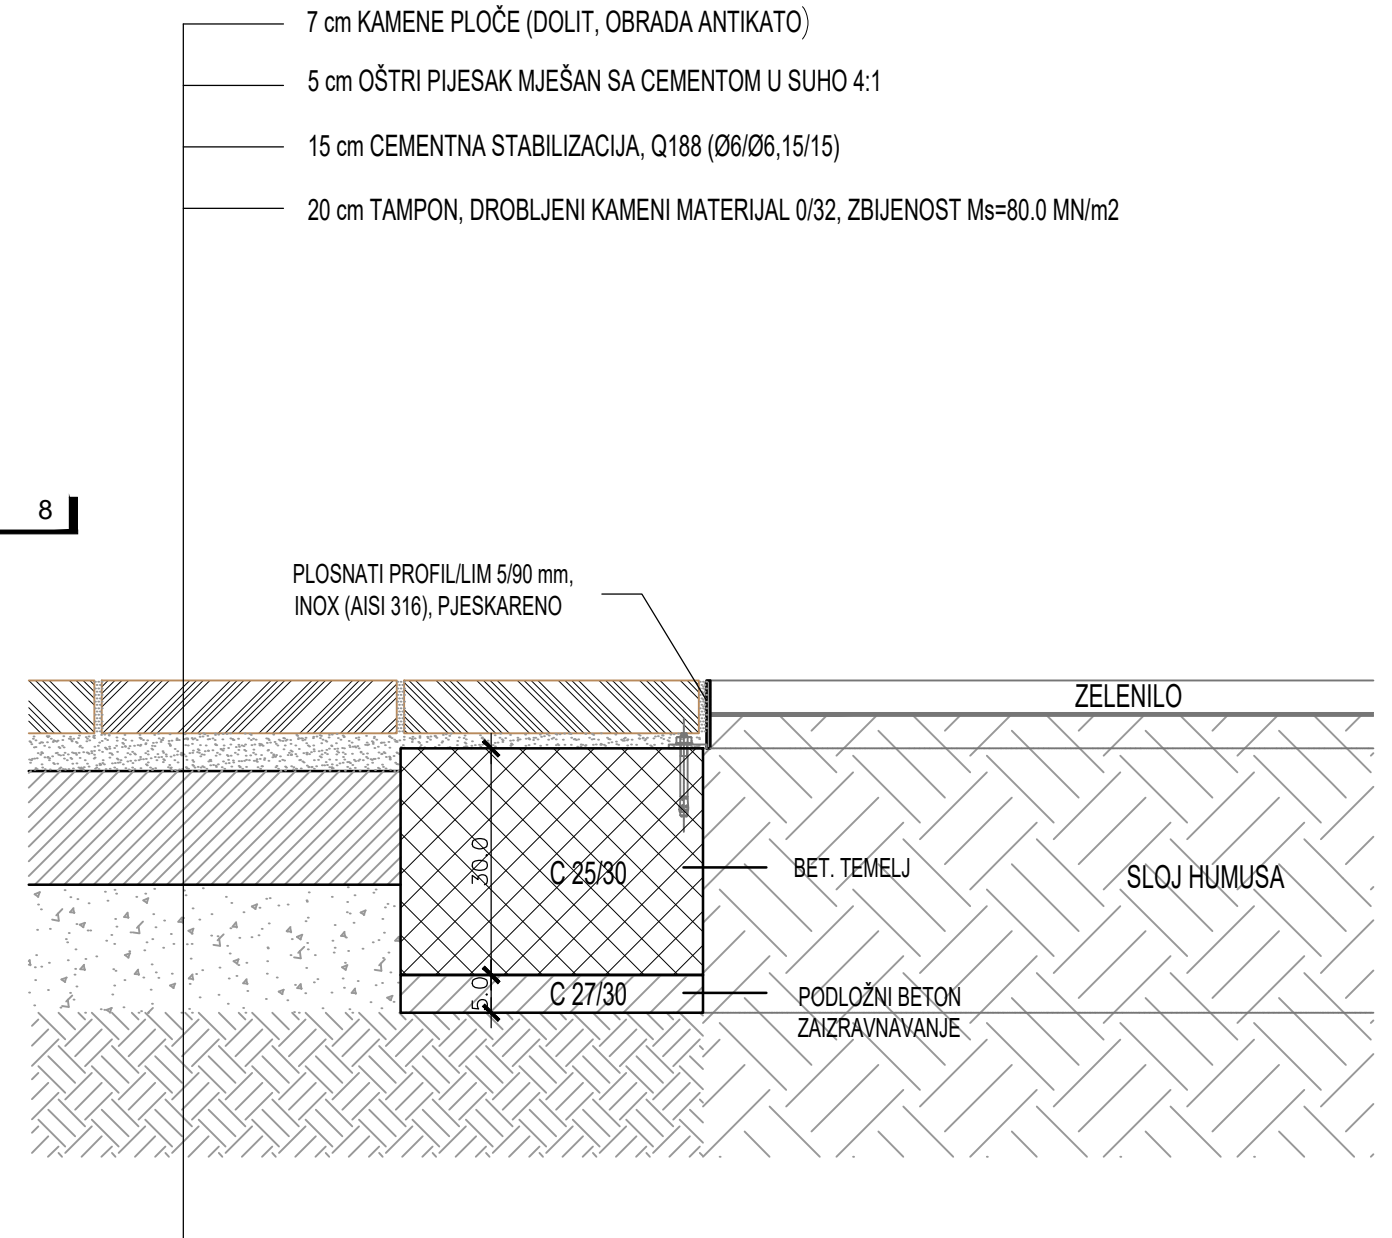 7 cm KAMENE PLOČE (DOLIT, OBRADA ANTIKATO)
5 cm OŠTRI PIJESAK MJEŠAN SA CEMENTOM U SUHO 4:1
15 cm CEMENTNA STABILIZACIJA, Q188 (Ø6/Ø6,15/15)
20 cm TAMPON, DROBLJENI KAMENI MATERIJAL 0/32, ZBIJENOST Ms=80.0 MN/m2
8
PLOSNATI PROFIL/LIM 5/90 mm,
INOX (AISI 316), PJESKARENO
ZELENILO
30.0
C 25/30
BET. TEMELJ
SLOJ HUMUSA
5.0
C 27/30
PODLOŽNI BETON
ZAIZRAVNAVANJE